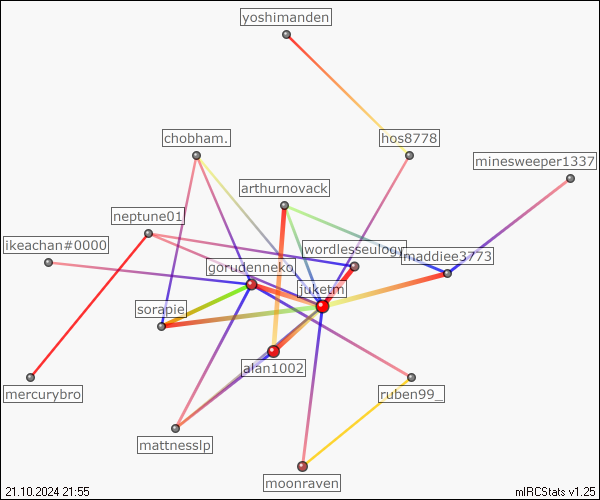 yoshimanden
chobham.
hos8778
minesweeper1337
arthurnovack
neptune01
ikeachan#0000
wordlesseulogy
maddiee3773
gorudenneko
juketm
sorapie
alan1002
mercurybro
ruben99_
mattnesslp
moonraven
21.10.2024 21:55
mIRCStats v1.25